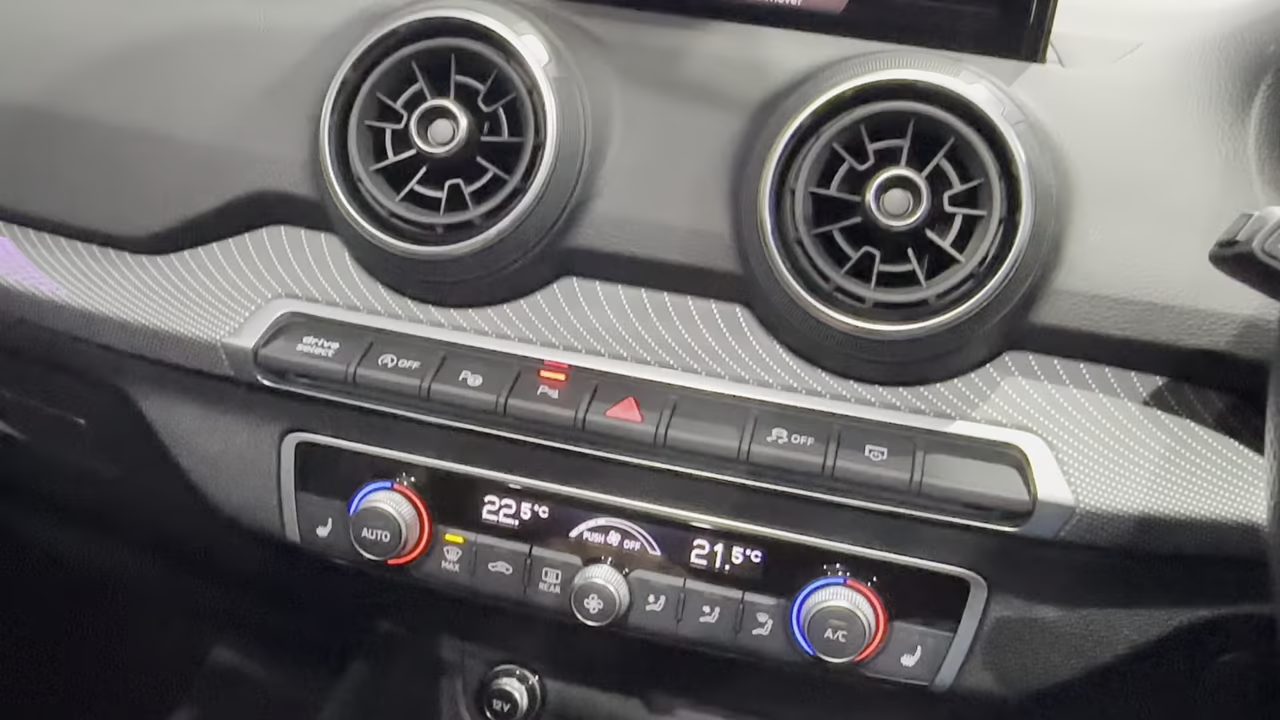 drive
select
OFF
P
P
OFF
22.5°C
PUSH OFF
21.5°C
AUTO
MAX
REAR
A/C
12V